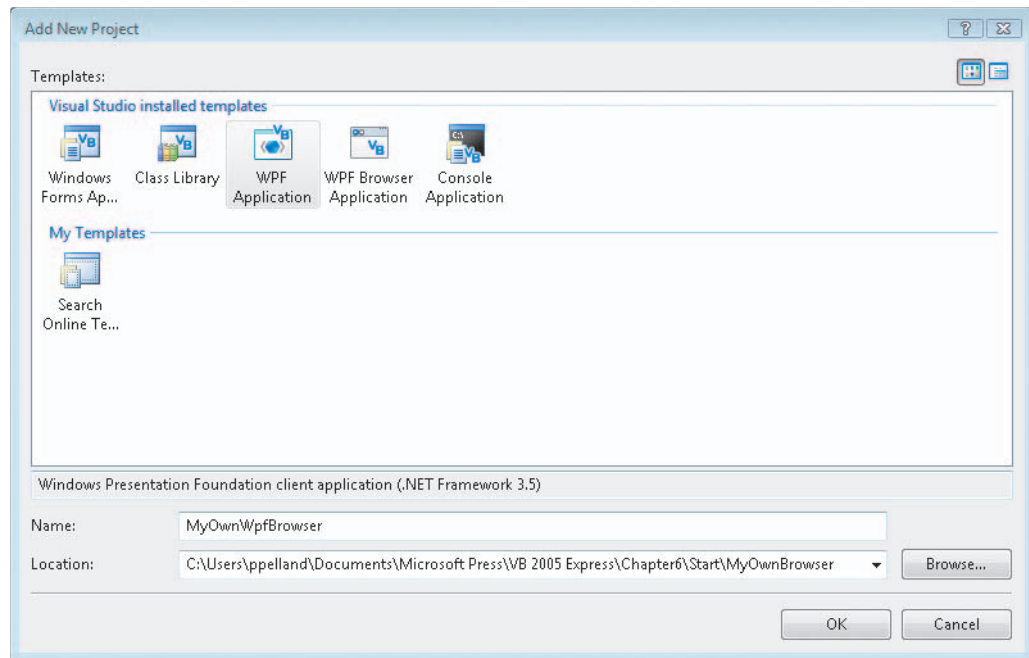 Add New Project
Templates:
Visual Studio installed templates
Windows Forms Ap...
Class Library
WPF Application
WPF Browser Application
Console Application
My Templates
Search Online Te...
Windows Presentation Foundation client application (.NET Framework 3.5)
Name: MyOwnWpfBrowser
Location: C:\Users\ppelland\Documents\Microsoft Press\VB 2005 Express\Chapter6\Start\MyOwnBrowser Browse...
OK Cancel